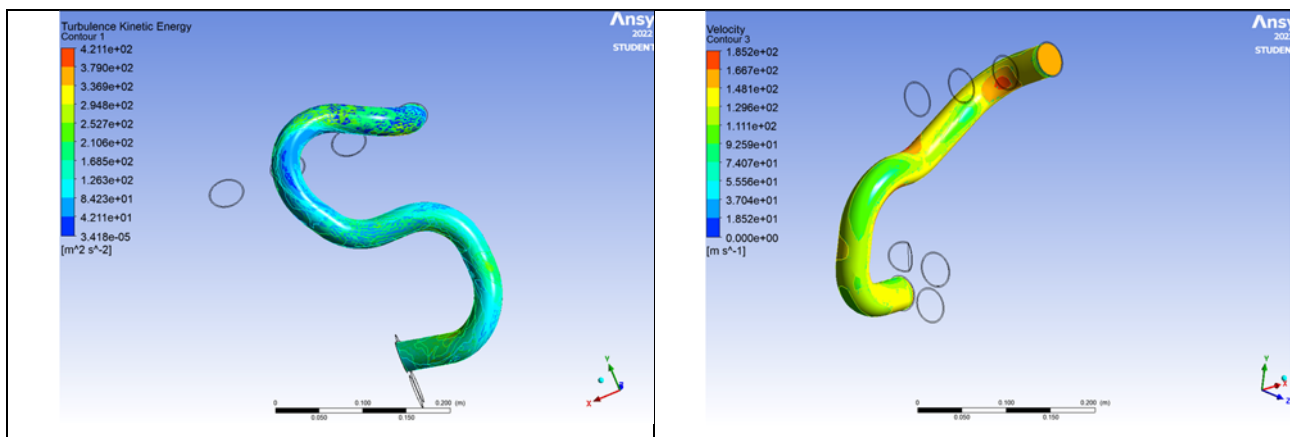 Turbulence Kinetic Energy
Contour 1
4.211e+02
3.790e+02
3.369e+02
2.948e+02
2.527e+02
2.106e+02
1.685e+02
1.263e+02
8.423e+01
4.211e+01
3.418e-05
[m^2 s^-2]
Ansy
2022
STUDENT
Y
X
Z
0 0.100 0.200 (m)
0.050 0.150
Velocity
Contour 3
1.852e+02
1.667e+02
1.481e+02
1.296e+02
1.111e+02
9.259e+01
7.407e+01
5.556e+01
3.704e+01
1.852e+01
0.000e+00
[m s^-1]
Ansy
2022
STUDENT
Y
X
Z
0 0.100 0.200 (m)
0.050 0.150